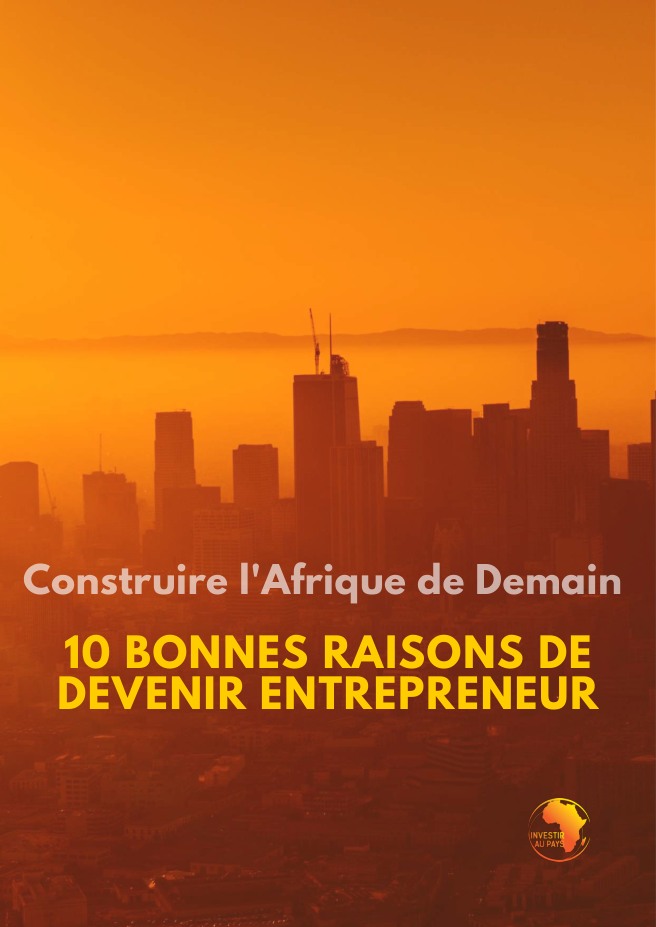 Construire l'Afrique de Demain
10 BONNES RAISONS DE
DEVENIR ENTREPRENEUR
INVESTIR
AU PAYS